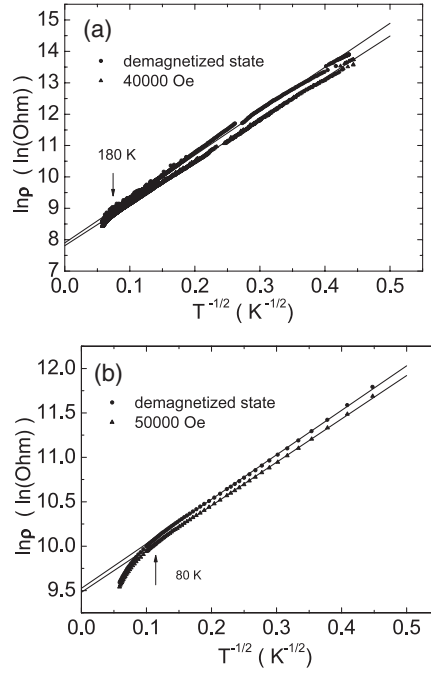 (a)
demagnetized state
40000 Oe
180 K
lnρ ( ln(Ohm) )
15
14
13
12
11
10
9
8
7
0.0 0.1 0.2 0.3 0.4 0.5
T-1/2 ( K-1/2)
(b)
demagnetized state
50000 Oe
80 K
lnρ ( ln(Ohm) )
12.0
11.5
11.0
10.5
10.0
9.5
0.0 0.1 0.2 0.3 0.4 0.5
T-1/2 ( K-1/2)